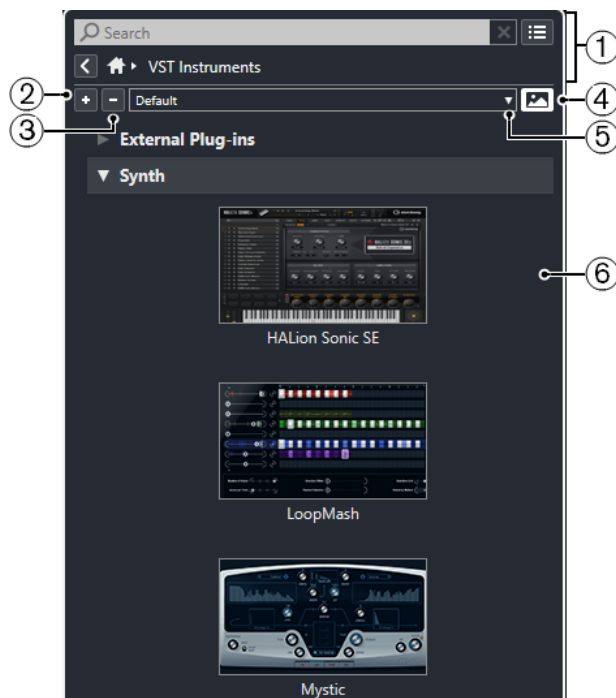 Search
VST Instruments
Default
External Plug-ins
Synth
HALion Sonic SE
LoopMash
Mystic
1
2
3
4
5
6